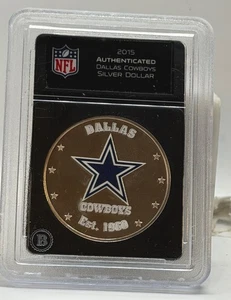 NFL
2015
AUTHENTICATED
DALLAS COWBOYS
SILVER DOLLAR
DALLAS
COWBOYS
Est. 1960
B